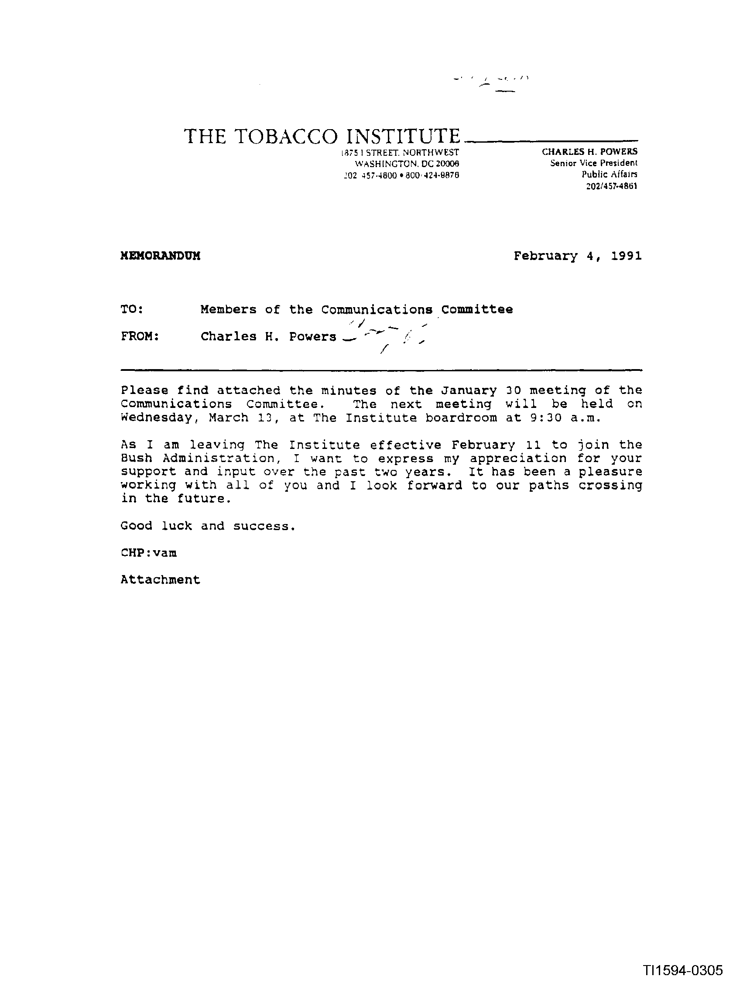 THE TOBACCO INSTITUTE
1875 I STREET, NORTHWEST
WASHINGTON, DC 20006
202 457-4800 • 800 424-9876
CHARLES H. POWERS
Senior Vice President
Public Affairs
202/457-4861
MEMORANDUM February 4, 1991
TO: Members of the Communications Committee
FROM: Charles H. Powers
Please find attached the minutes of the January 30 meeting of the
Communications Committee. The next meeting will be held on
Wednesday, March 13, at The Institute boardroom at 9:30 a.m.
As I am leaving The Institute effective February 11 to join the
Bush Administration, I want to express my appreciation for your
support and input over the past two years. It has been a pleasure
working with all of you and I look forward to our paths crossing
in the future.
Good luck and success.
CHP:vam
Attachment
TI1594-0305